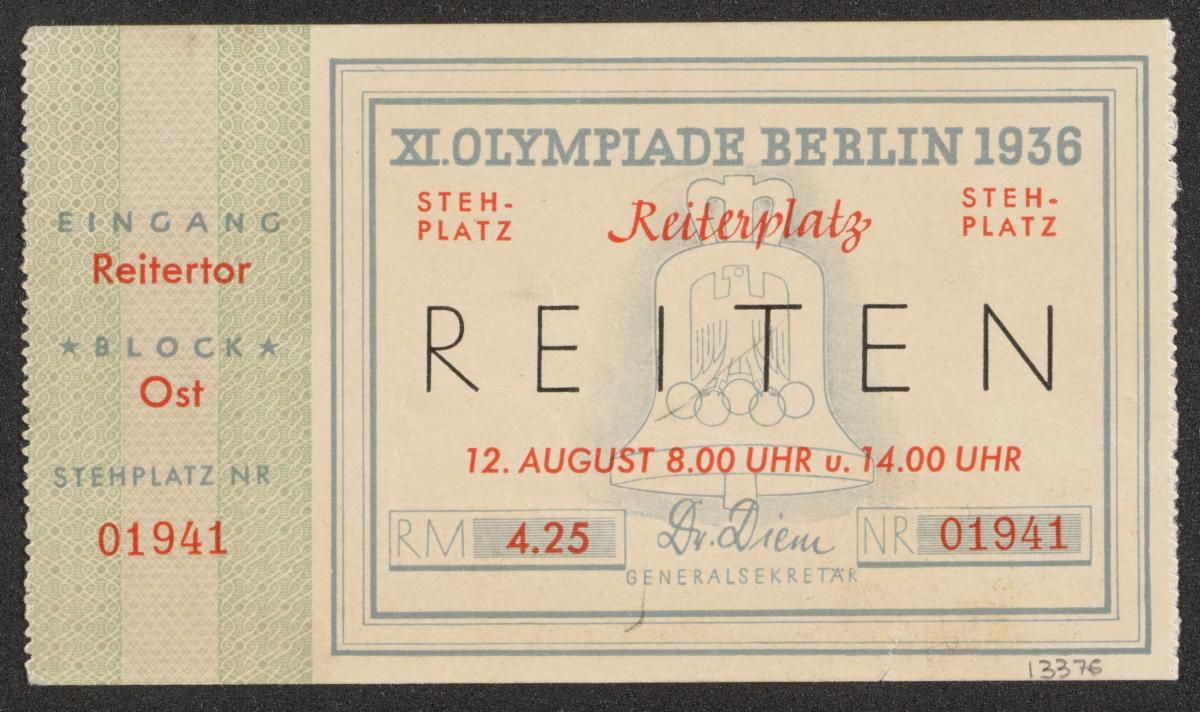 EINGANG
Reitertor
★BLOCK★
Ost
STEHPLATZ NR
01941
XI. OLYMPIADE BERLIN 1936
STEH-
PLATZ
Reiterplatz
STEH-
PLATZ
REITEN
12. AUGUST 8.00 UHR u. 14.00 UHR
RM 4.25
Dr. Diem
GENERALSEKRETÄR
NR 01941
13376